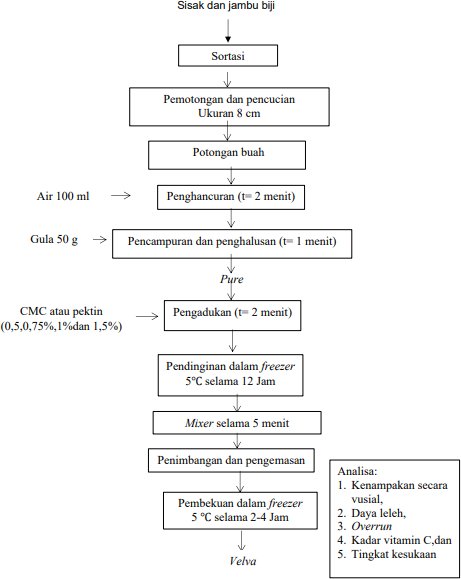 Sisak dan jambu biji
Sortasi
Pemotongan dan pencucian
Ukuran 8 cm
Potongan buah
Air 100 ml
Penghancuran (t= 2 menit)
Gula 50 g
Pencampuran dan penghalusan (t= 1 menit)
Pure
CMC atau pektin
(0,5,0,75%,1%dan 1,5%)
Pengadukan (t= 2 menit)
Pendinginan dalam freezer
5℃ selama 12 Jam
Mixer selama 5 menit
Penimbangan dan pengemasan
Pembekuan dalam freezer
5 ℃ selama 2-4 Jam
Velva
Analisa:
1. Kenampakan secara
vusial,
2. Daya leleh,
3. Overrun
4. Kadar vitamin C,dan
5. Tingkat kesukaan